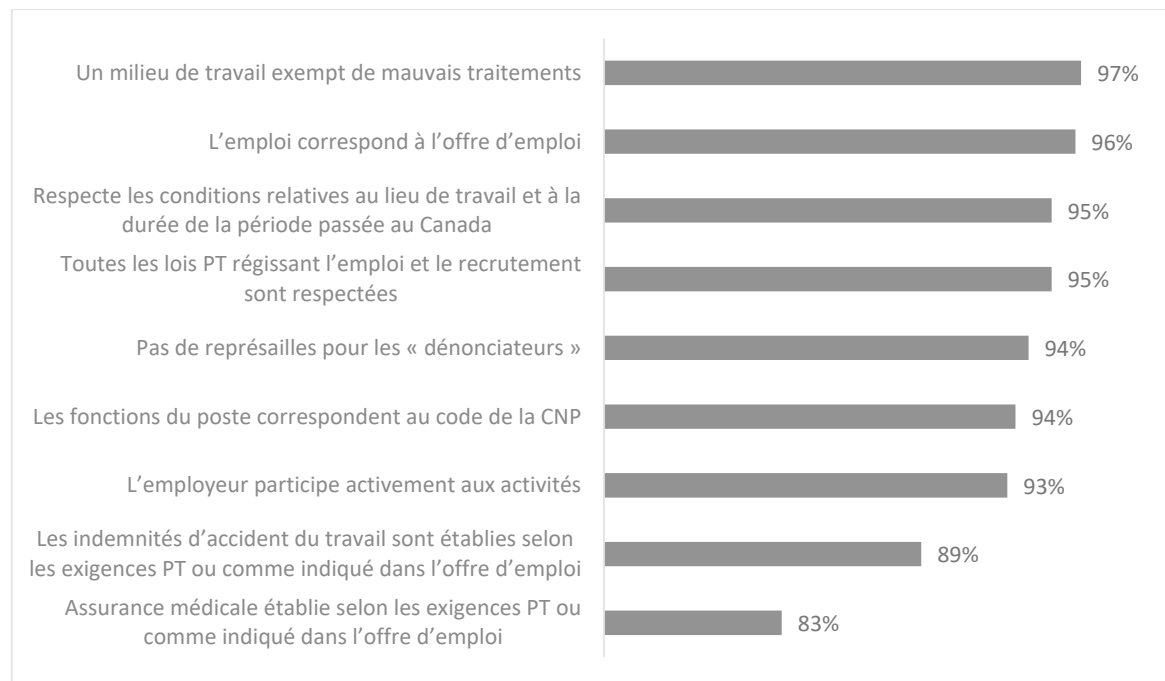 Un milieu de travail exempt de mauvais traitements
97%
L’emploi correspond à l’offre d’emploi
96%
Respecte les conditions relatives au lieu de travail et à la
durée de la période passée au Canada
95%
Toutes les lois PT régissant l’emploi et le recrutement
sont respectées
95%
Pas de représailles pour les « dénonciateurs »
94%
Les fonctions du poste correspondent au code de la CNP
94%
L’employeur participe activement aux activités
93%
Les indemnités d’accident du travail sont établies selon
les exigences PT ou comme indiqué dans l’offre d’emploi
89%
Assurance médicale établie selon les exigences PT ou
comme indiqué dans l’offre d’emploi
83%